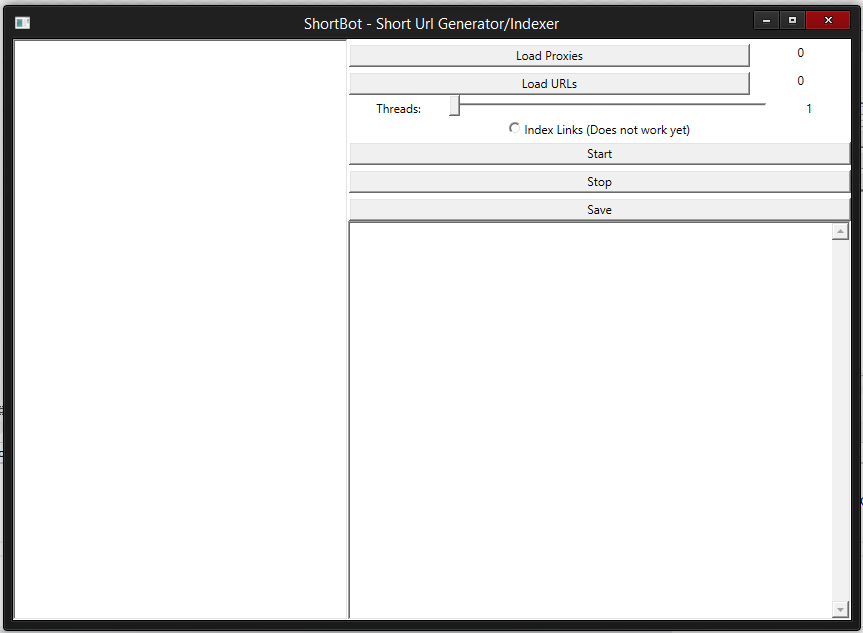 ShortBot - Short Url Generator/Indexer
Load Proxies 0
Load URLs 0
Threads: 1
Index Links (Does not work yet)
Start
Stop
Save